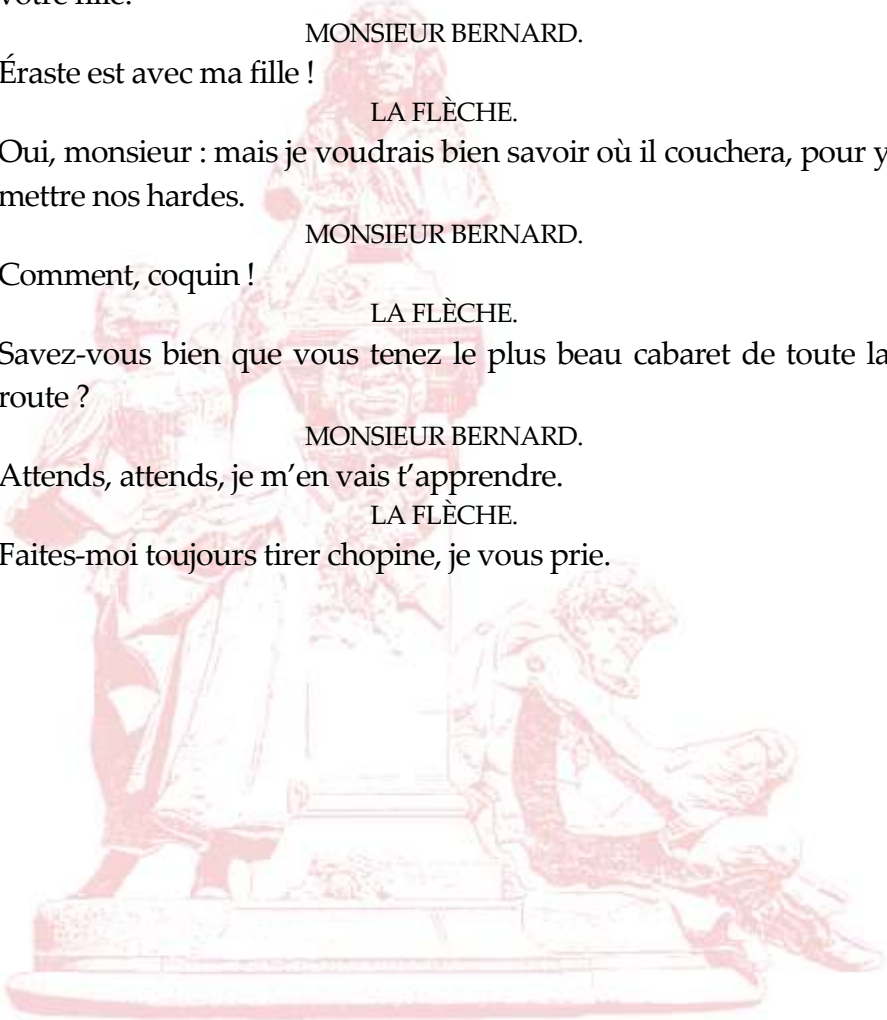 votre fille.
MONSIEUR BERNARD.
Éraste est avec ma fille !
LA FLÈCHE.
Oui, monsieur : mais je voudrais bien savoir où il couchera, pour y
mettre nos hardes.
MONSIEUR BERNARD.
Comment, coquin !
LA FLÈCHE.
Savez-vous bien que vous tenez le plus beau cabaret de toute la
route ?
MONSIEUR BERNARD.
Attends, attends, je m’en vais t’apprendre.
LA FLÈCHE.
Faites-moi toujours tirer chopine, je vous prie.